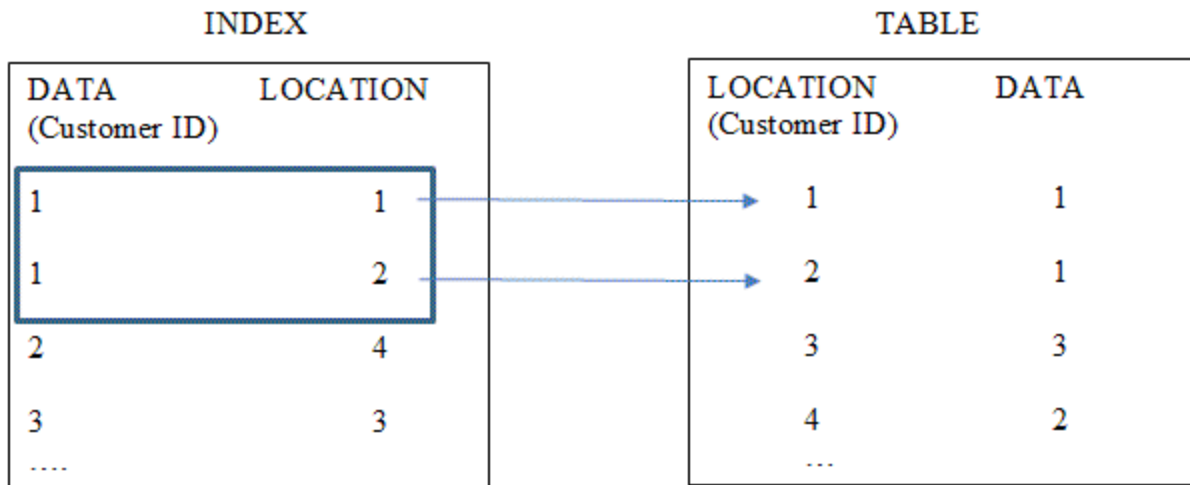 INDEX
DATA LOCATION
(Customer ID)
1 1
1 2
2 4
3 3
....
TABLE
LOCATION DATA
(Customer ID)
1 1
2 1
3 3
4 2
...